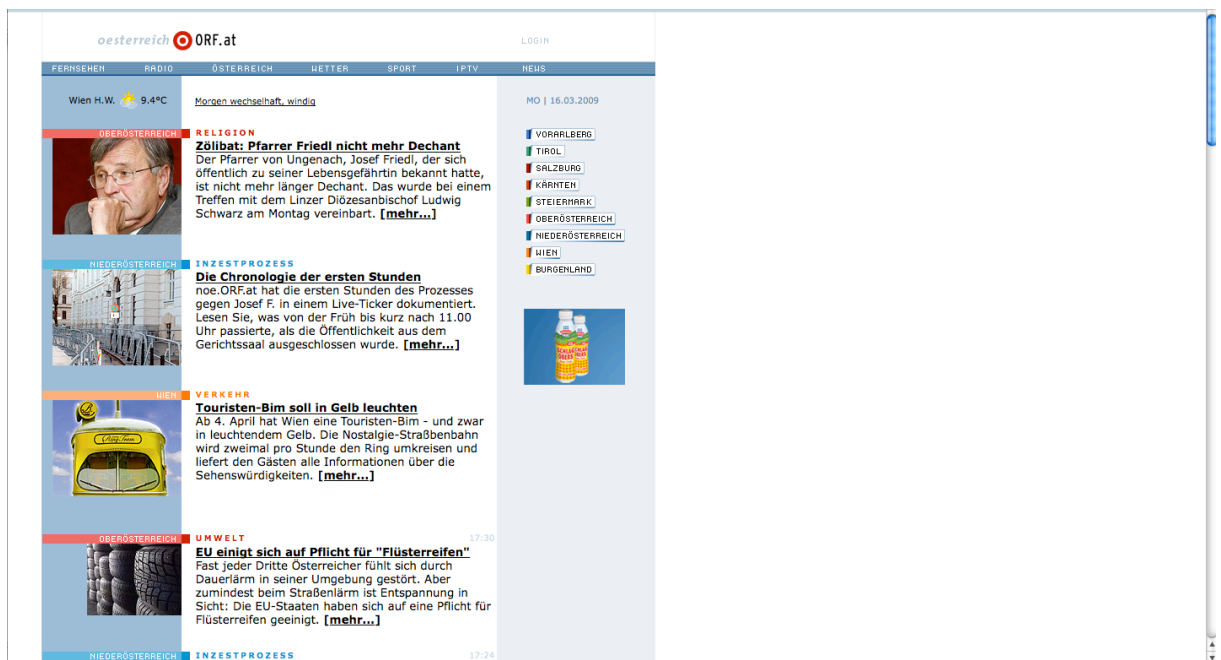 oesterreich ORF.at
LOGIN
FERNSEHEN RADIO ÖSTERREICH WETTER SPORT IPTV NEWS
Wien H.W. 9.4°C
Morgen wechselhaft, windig
MO | 16.03.2009
OBERÖSTERREICH
RELIGION
Zölibat: Pfarrer Friedl nicht mehr Dechant
Der Pfarrer von Ungenach, Josef Friedl, der sich
öffentlich zu seiner Lebensgefährtin bekannt hatte,
ist nicht mehr länger Dechant. Das wurde bei einem
Treffen mit dem Linzer Diözesanbischof Ludwig
Schwarz am Montag vereinbart. [mehr...]
NIEDERÖSTERREICH
INZESTPROZESS
Die Chronologie der ersten Stunden
noe.ORF.at hat die ersten Stunden des Prozesses
gegen Josef F. in einem Live-Ticker dokumentiert.
Lesen Sie, was von der Früh bis kurz nach 11.00
Uhr passierte, als die Öffentlichkeit aus dem
Gerichtssaal ausgeschlossen wurde. [mehr...]
WIEN
VERKEHR
Touristen-Bim soll in Gelb leuchten
Ab 4. April hat Wien eine Touristen-Bim - und zwar
in leuchtendem Gelb. Die Nostalgie-Straßbenbahn
wird zweimal pro Stunde den Ring umkreisen und
liefert den Gästen alle Informationen über die
Sehenswürdigkeiten. [mehr...]
OBERÖSTERREICH
UMWELT
17:30
EU einigt sich auf Pflicht für "Flüsterreifen"
Fast jeder Dritte Österreicher fühlt sich durch
Dauerlärm in seiner Umgebung gestört. Aber
zumindest beim Straßenlärm ist Entspannung in
Sicht: Die EU-Staaten haben sich auf eine Pflicht für
Flüsterreifen geeinigt. [mehr...]
NIEDERÖSTERREICH
INZESTPROZESS
17:24
VORARLBERG
TIROL
SALZBURG
KÄRNTEN
STEIERMARK
OBERÖSTERREICH
NIEDERÖSTERREICH
WIEN
BURGENLAND